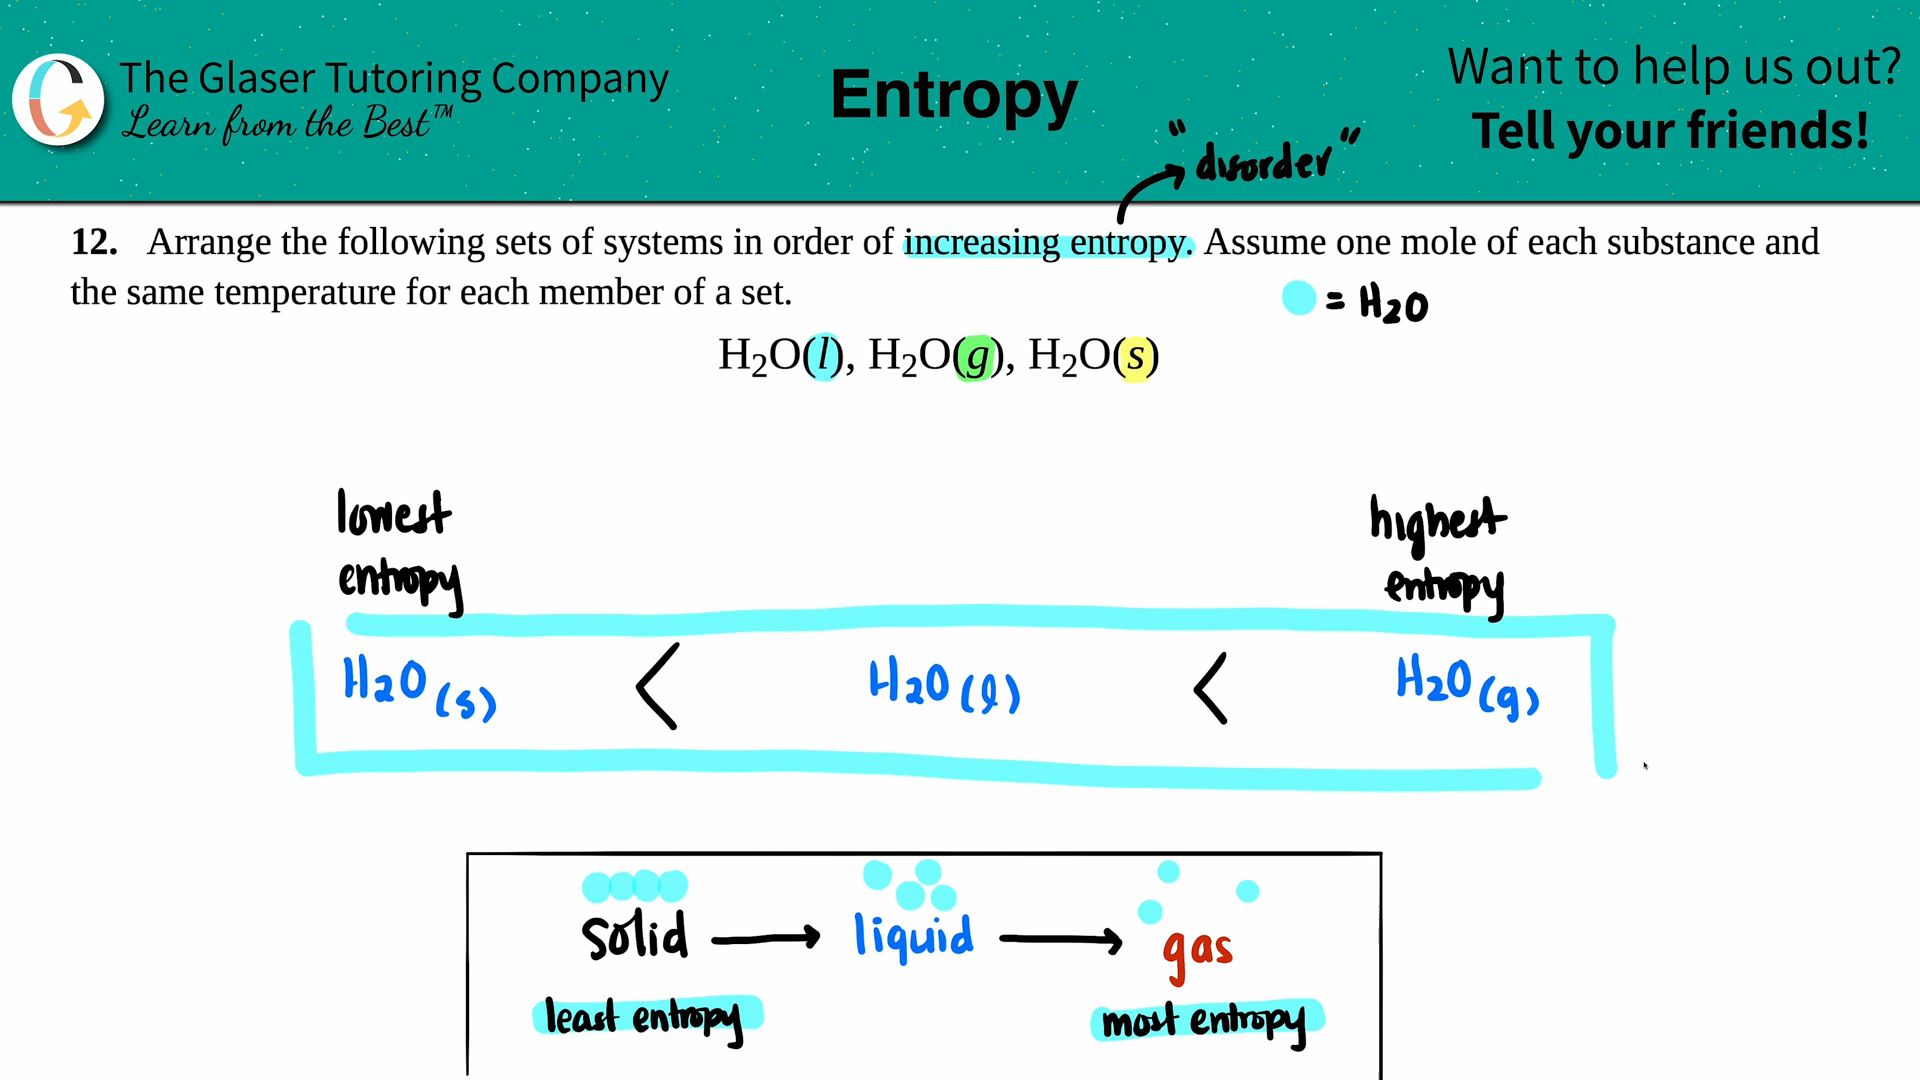 The Glaser Tutoring Company
Learn from the Best™
Entropy
Want to help us out?
Tell your friends!
"disorder"
12. Arrange the following sets of systems in order of increasing entropy. Assume one mole of each substance and
the same temperature for each member of a set.
= H₂O
H₂O(l), H₂O(g), H₂O(s)
lowest
entropy
highest
entropy
H₂O(s) < H₂O(l) < H₂O(g)
solid → liquid → gas
least entropy
most entropy